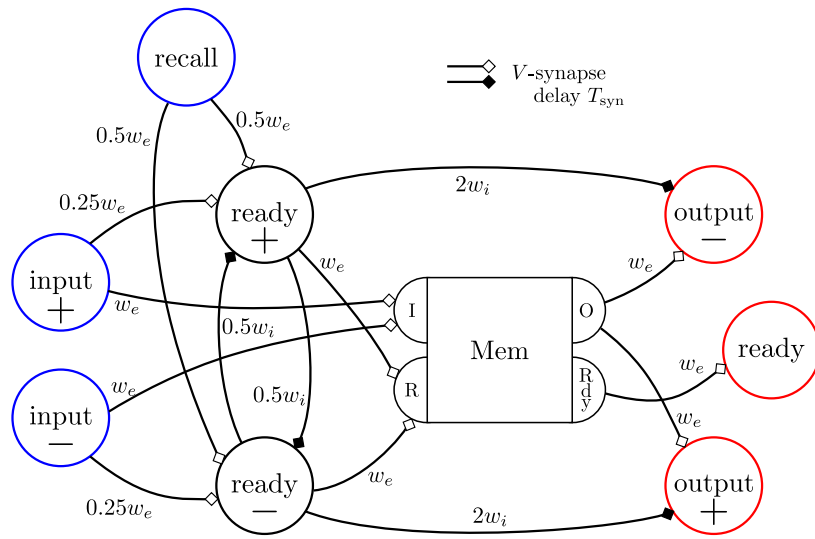 recall
V-synapse
delay T_syn
0.5w_e
0.5w_e
0.25w_e
ready
+
2w_i
output
−
input
+
w_e
w_e
w_e
I
O
Mem
0.5w_i
R
R
d
y
w_e
ready
w_e
0.5w_i
w_e
input
−
w_e
0.25w_e
ready
−
2w_i
output
+